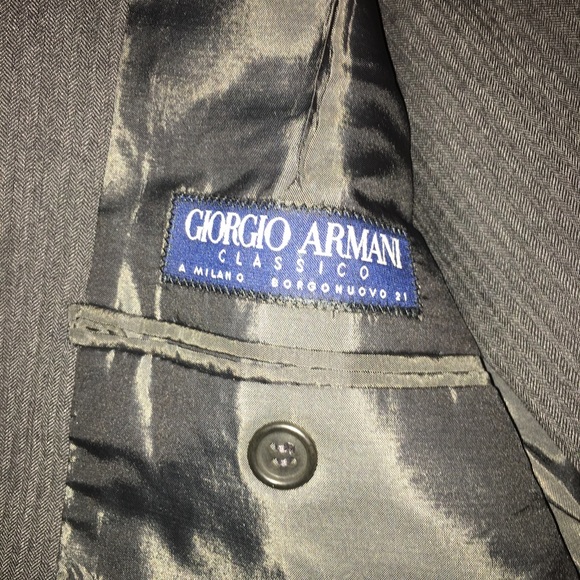 GIORGIO ARMANI
CLASSICO
A MILANO BORGONUOVO 21